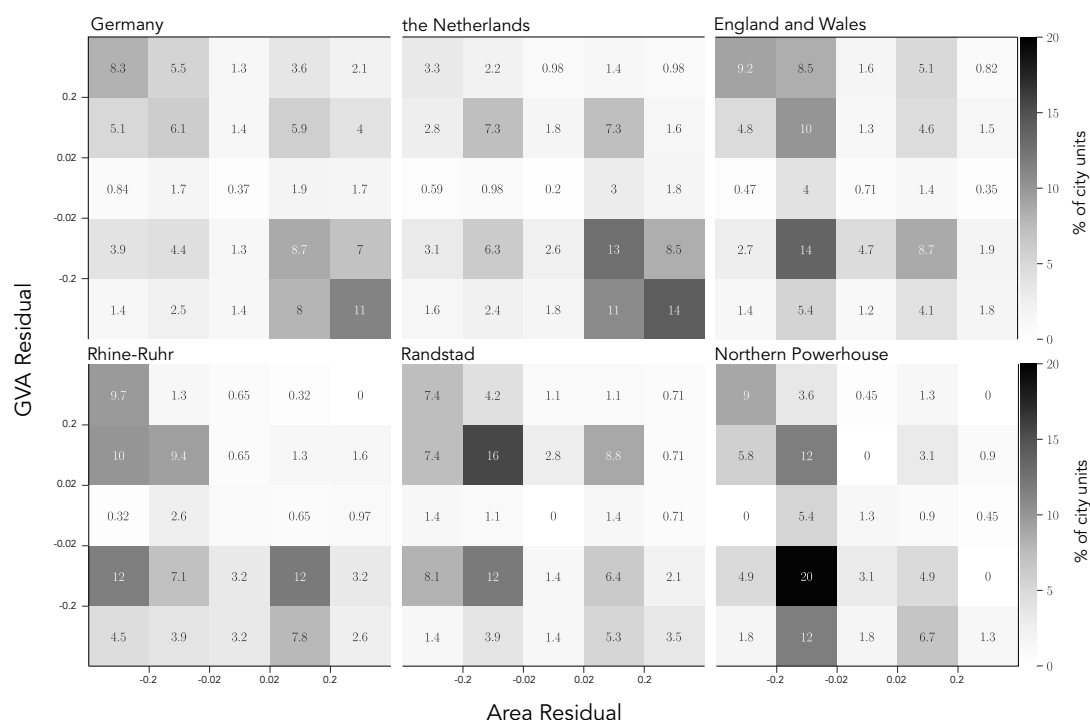 Germany the Netherlands England and Wales
8.3 5.5 1.3 3.6 2.1 3.3 2.2 0.98 1.4 0.98 9.2 8.5 1.6 5.1 0.82
5.1 6.1 1.4 5.9 4 2.8 7.3 1.8 7.3 1.6 4.8 10 1.3 4.6 1.5
0.84 1.7 0.37 1.9 1.7 0.59 0.98 0.2 3 1.8 0.47 4 0.71 1.4 0.35
3.9 4.4 1.3 8.7 7 3.1 6.3 2.6 13 8.5 2.7 14 4.7 8.7 1.9
1.4 2.5 1.4 8 11 1.6 2.4 1.8 11 14 1.4 5.4 1.2 4.1 1.8
0.2
0.02
-0.02
-0.2
20
15
10
5
0
% of city units
GVA Residual
Rhine-Ruhr Randstad Northern Powerhouse
9.7 1.3 0.65 0.32 0 7.4 4.2 1.1 1.1 0.71 9 3.6 0.45 1.3 0
10 9.4 0.65 1.3 1.6 7.4 16 2.8 8.8 0.71 5.8 12 0 3.1 0.9
0.32 2.6 0.65 0.97 1.4 1.1 0 1.4 0.71 0 5.4 1.3 0.9 0.45
12 7.1 3.2 12 3.2 8.1 12 1.4 6.4 2.1 4.9 20 3.1 4.9 0
4.5 3.9 3.2 7.8 2.6 1.4 3.9 1.4 5.3 3.5 1.8 12 1.8 6.7 1.3
0.2
0.02
-0.02
-0.2
20
15
10
5
0
% of city units
-0.2 -0.02 0.02 0.2 -0.2 -0.02 0.02 0.2 -0.2 -0.02 0.02 0.2
Area Residual